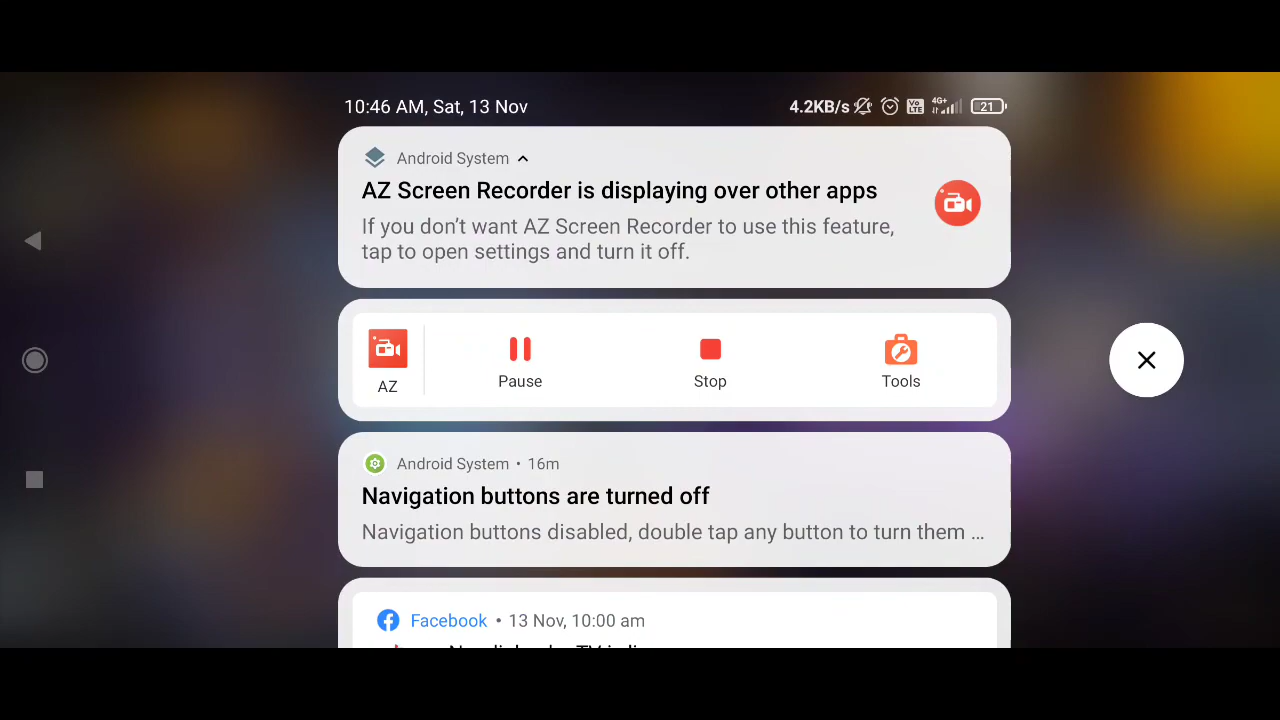 10:46 AM, Sat, 13 Nov
4.2KB/s Vo LTE 4G+ 21
Android System
AZ Screen Recorder is displaying over other apps
If you don't want AZ Screen Recorder to use this feature,
tap to open settings and turn it off.
AZ
Pause
Stop
Tools
Android System • 16m
Navigation buttons are turned off
Navigation buttons disabled, double tap any button to turn them ...
Facebook • 13 Nov, 10:00 am